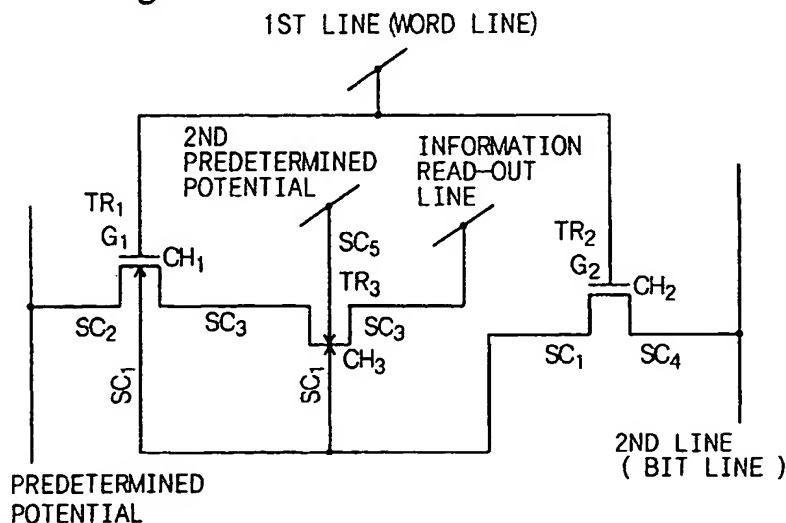 1ST LINE (WORD LINE)
2ND
PREDETERMINED
POTENTIAL
INFORMATION
READ-OUT
LINE
TR1
G1
CH1
SC5
TR3
TR2
G2
CH2
SC2
SC3
SC3
CH3
SC1
SC1
SC1
SC4
2ND LINE
( BIT LINE )
PREDETERMINED
POTENTIAL